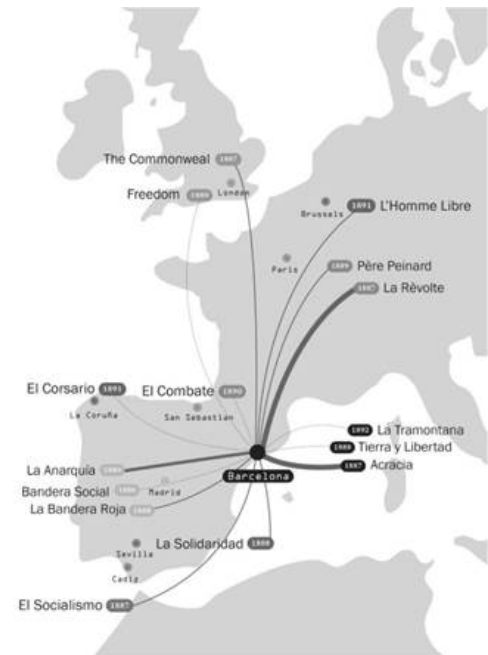 The Commonweal 1887
London
Freedom
Brussels
1891 L'Homme Libre
Paris
1889 Père Peinard
1887 La Rèvolte
El Corsario 1891
La Coruña
El Combate 1890
San Sebastian
1892 La Tramontana
1888 Tierra y Libertad
1887 Acracia
Barcelona
La Anarquía
Bandera Social
Madrid
La Bandera Roja
La Solidaridad 1888
Sevilla
Cadiz
El Socialismo 1887